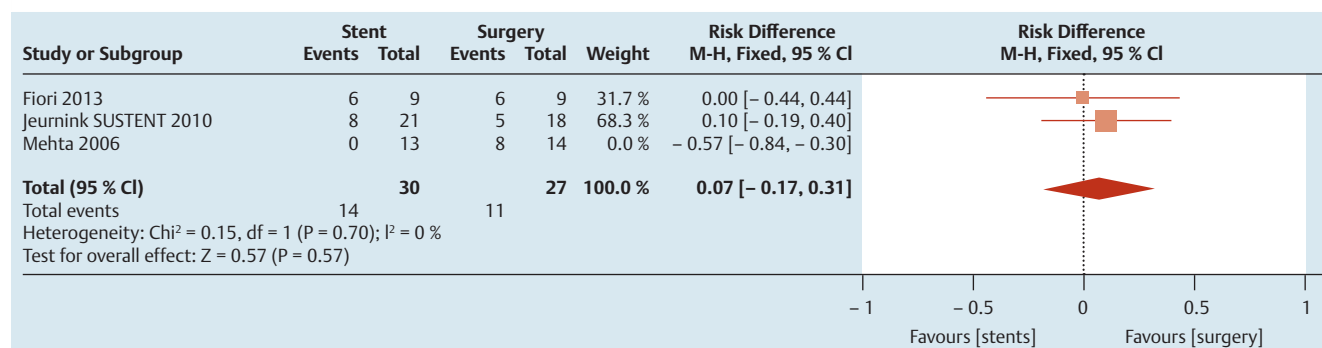 Stent Surgery Risk Difference Risk Difference
Study or Subgroup Events Total Events Total Weight M-H, Fixed, 95 % Cl M-H, Fixed, 95 % Cl
Fiori 2013 6 9 6 9 31.7 % 0.00 [– 0.44, 0.44]
Jeurnink SUSTENT 2010 8 21 5 18 68.3 % 0.10 [– 0.19, 0.40]
Mehta 2006 0 13 8 14 0.0 % – 0.57 [– 0.84, – 0.30]
Total (95 % Cl) 30 27 100.0 % 0.07 [– 0.17, 0.31]
Total events 14 11
Heterogeneity: Chi² = 0.15, df = 1 (P = 0.70); I² = 0 %
Test for overall effect: Z = 0.57 (P = 0.57)
– 1 – 0.5 0 0.5 1
Favours [stents] Favours [surgery]